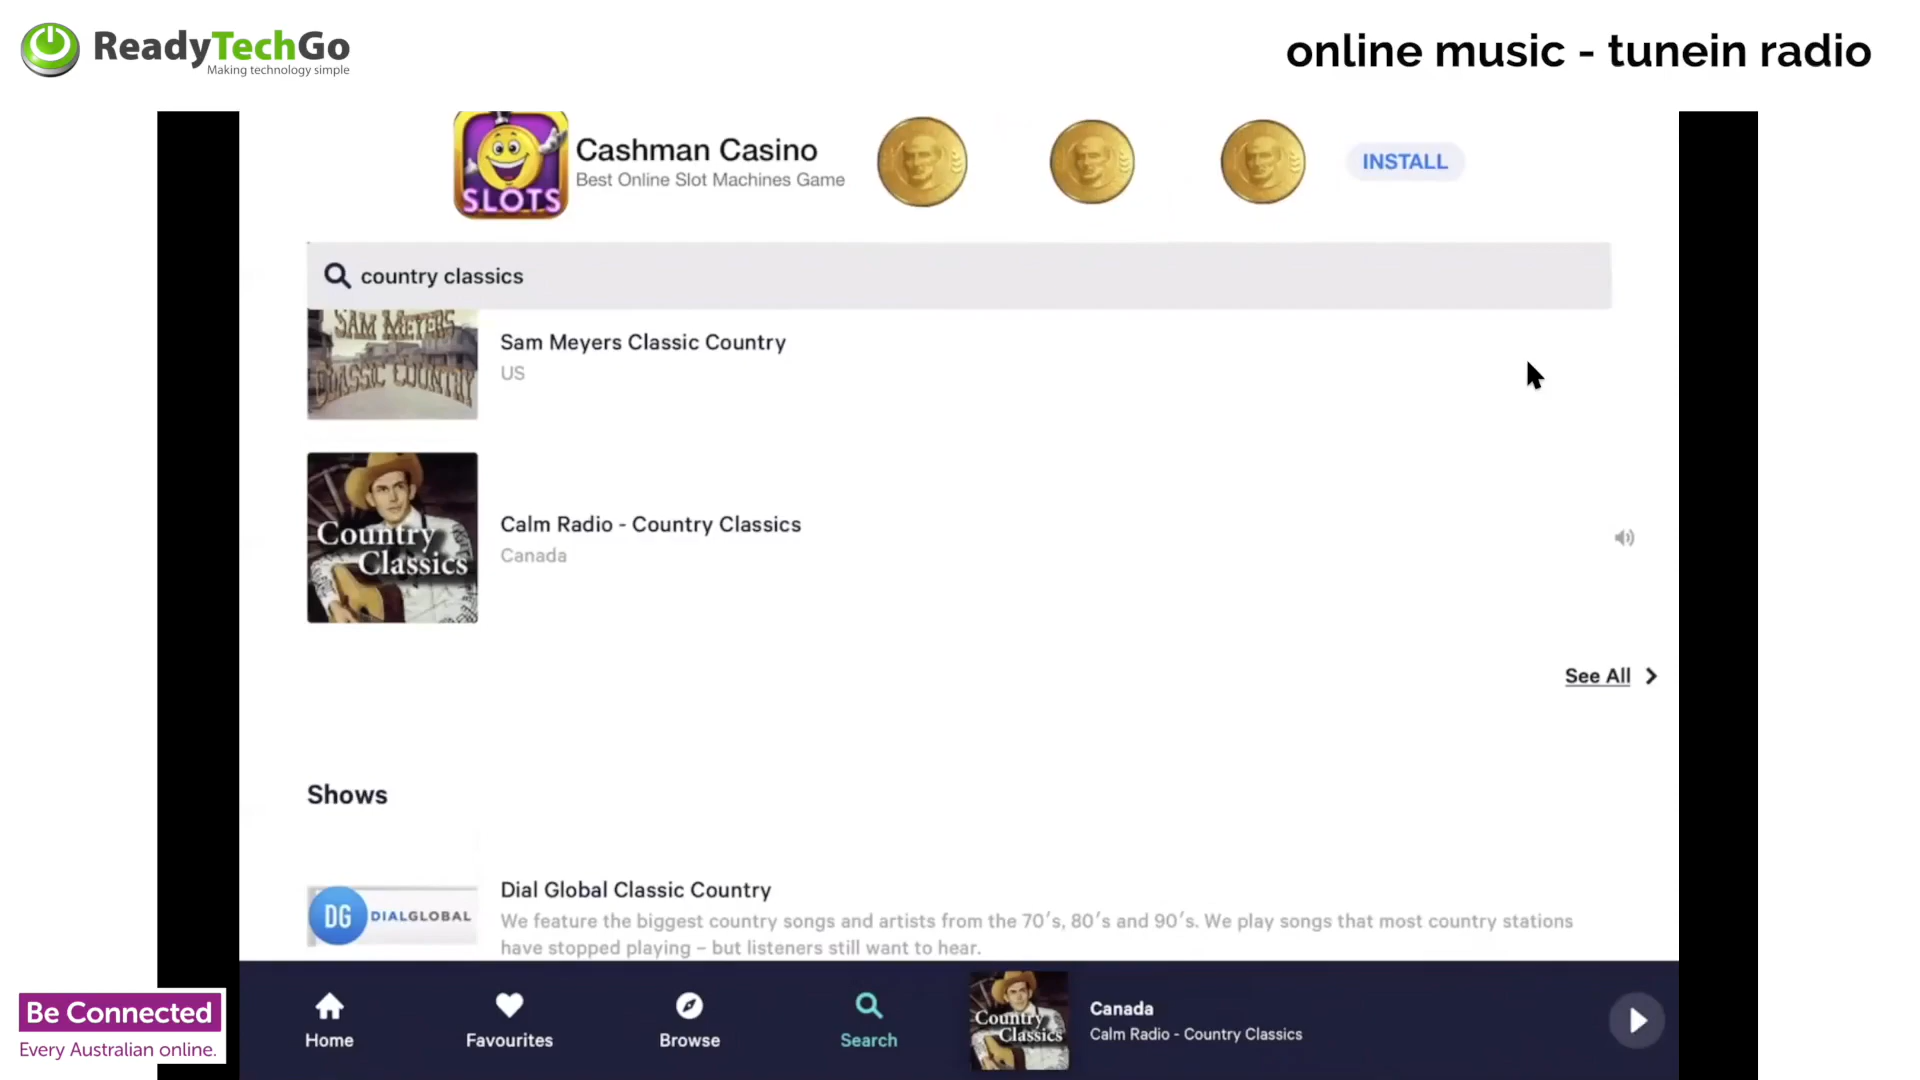 ReadyTechGo
Making technology simple
online music - tunein radio
SLOTS
Cashman Casino
Best Online Slot Machines Game
INSTALL
country classics
SAM MEYERS
CLASSIC COUNTRY
Sam Meyers Classic Country
US
Country
Classics
Calm Radio - Country Classics
Canada
See All
Shows
DG DIALGLOBAL
Dial Global Classic Country
We feature the biggest country songs and artists from the 70's, 80's and 90's. We play songs that most country stations
have stopped playing – but listeners still want to hear.
Be Connected
Every Australian online.
Home
Favourites
Browse
Search
Country
Classics
Canada
Calm Radio - Country Classics